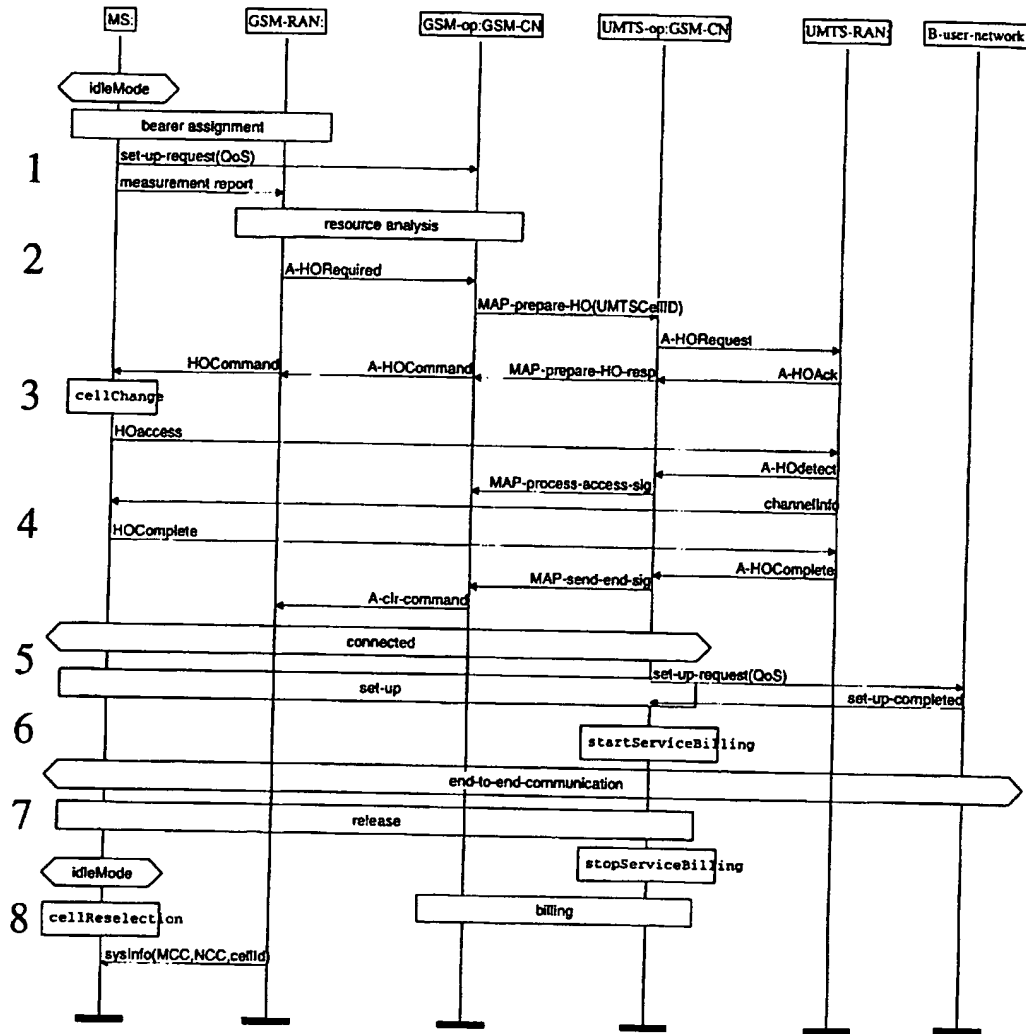 MS: GSM-RAN: GSM-op:GSM-CN UMTS-op:GSM-CN UMTS-RAN: B-user-network
idleMode
bearer assignment
1
set-up-request(QoS)
measurement report
resource analysis
2
A-HORequired
MAP-prepare-HO(UMTSCellID)
A-HORequest
HOCommand A-HOCommand MAP-prepare-HO-resp A-HOAck
3
cellChange
HOaccess
A-HOdetect
MAP-process-access-sig
channelInfo
4
HOComplete
A-HOComplete
MAP-send-end-sig
A-clr-command
connected
5
set-up-request(QoS)
set-up
set-up-completed
6
startServiceBilling
end-to-end-communication
7
release
stopServiceBilling
idleMode
8
cellReselection
billing
sysInfo(MCC,NCC,cellId)